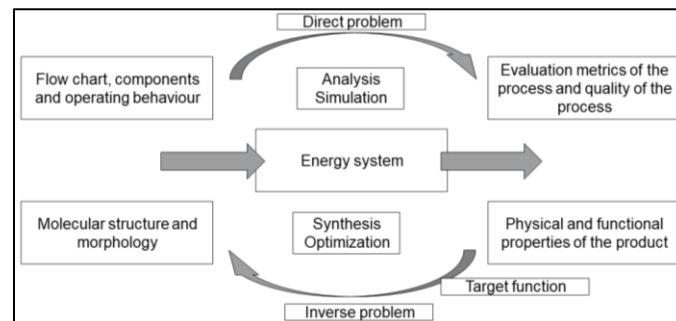 Direct problem
Flow chart, components
and operating behaviour
Analysis
Simulation
Evaluation metrics of the
process and quality of the
process
Energy system
Molecular structure and
morphology
Synthesis
Optimization
Physical and functional
properties of the product
Target function
Inverse problem